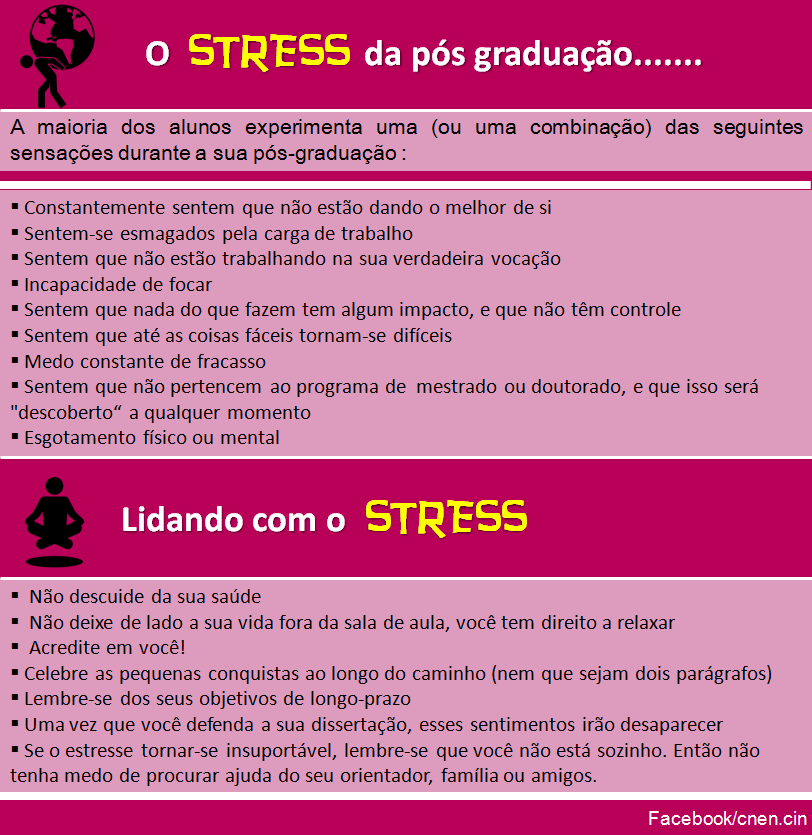 O STRESS da pós graduação.......
A maioria dos alunos experimenta uma (ou uma combinação) das seguintes
sensações durante a sua pós-graduação :
▪ Constantemente sentem que não estão dando o melhor de si
▪ Sentem-se esmagados pela carga de trabalho
▪ Sentem que não estão trabalhando na sua verdadeira vocação
▪ Incapacidade de focar
▪ Sentem que nada do que fazem tem algum impacto, e que não têm controle
▪ Sentem que até as coisas fáceis tornam-se difíceis
▪ Medo constante de fracasso
▪ Sentem que não pertencem ao programa de mestrado ou doutorado, e que isso será
"descoberto“ a qualquer momento
▪ Esgotamento físico ou mental
Lidando com o STRESS
▪ Não descuide da sua saúde
▪ Não deixe de lado a sua vida fora da sala de aula, você tem direito a relaxar
▪ Acredite em você!
▪ Celebre as pequenas conquistas ao longo do caminho (nem que sejam dois parágrafos)
▪ Lembre-se dos seus objetivos de longo-prazo
▪ Uma vez que você defenda a sua dissertação, esses sentimentos irão desaparecer
▪ Se o estresse tornar-se insuportável, lembre-se que você não está sozinho. Então não
tenha medo de procurar ajuda do seu orientador, família ou amigos.
Facebook/cnen.cin